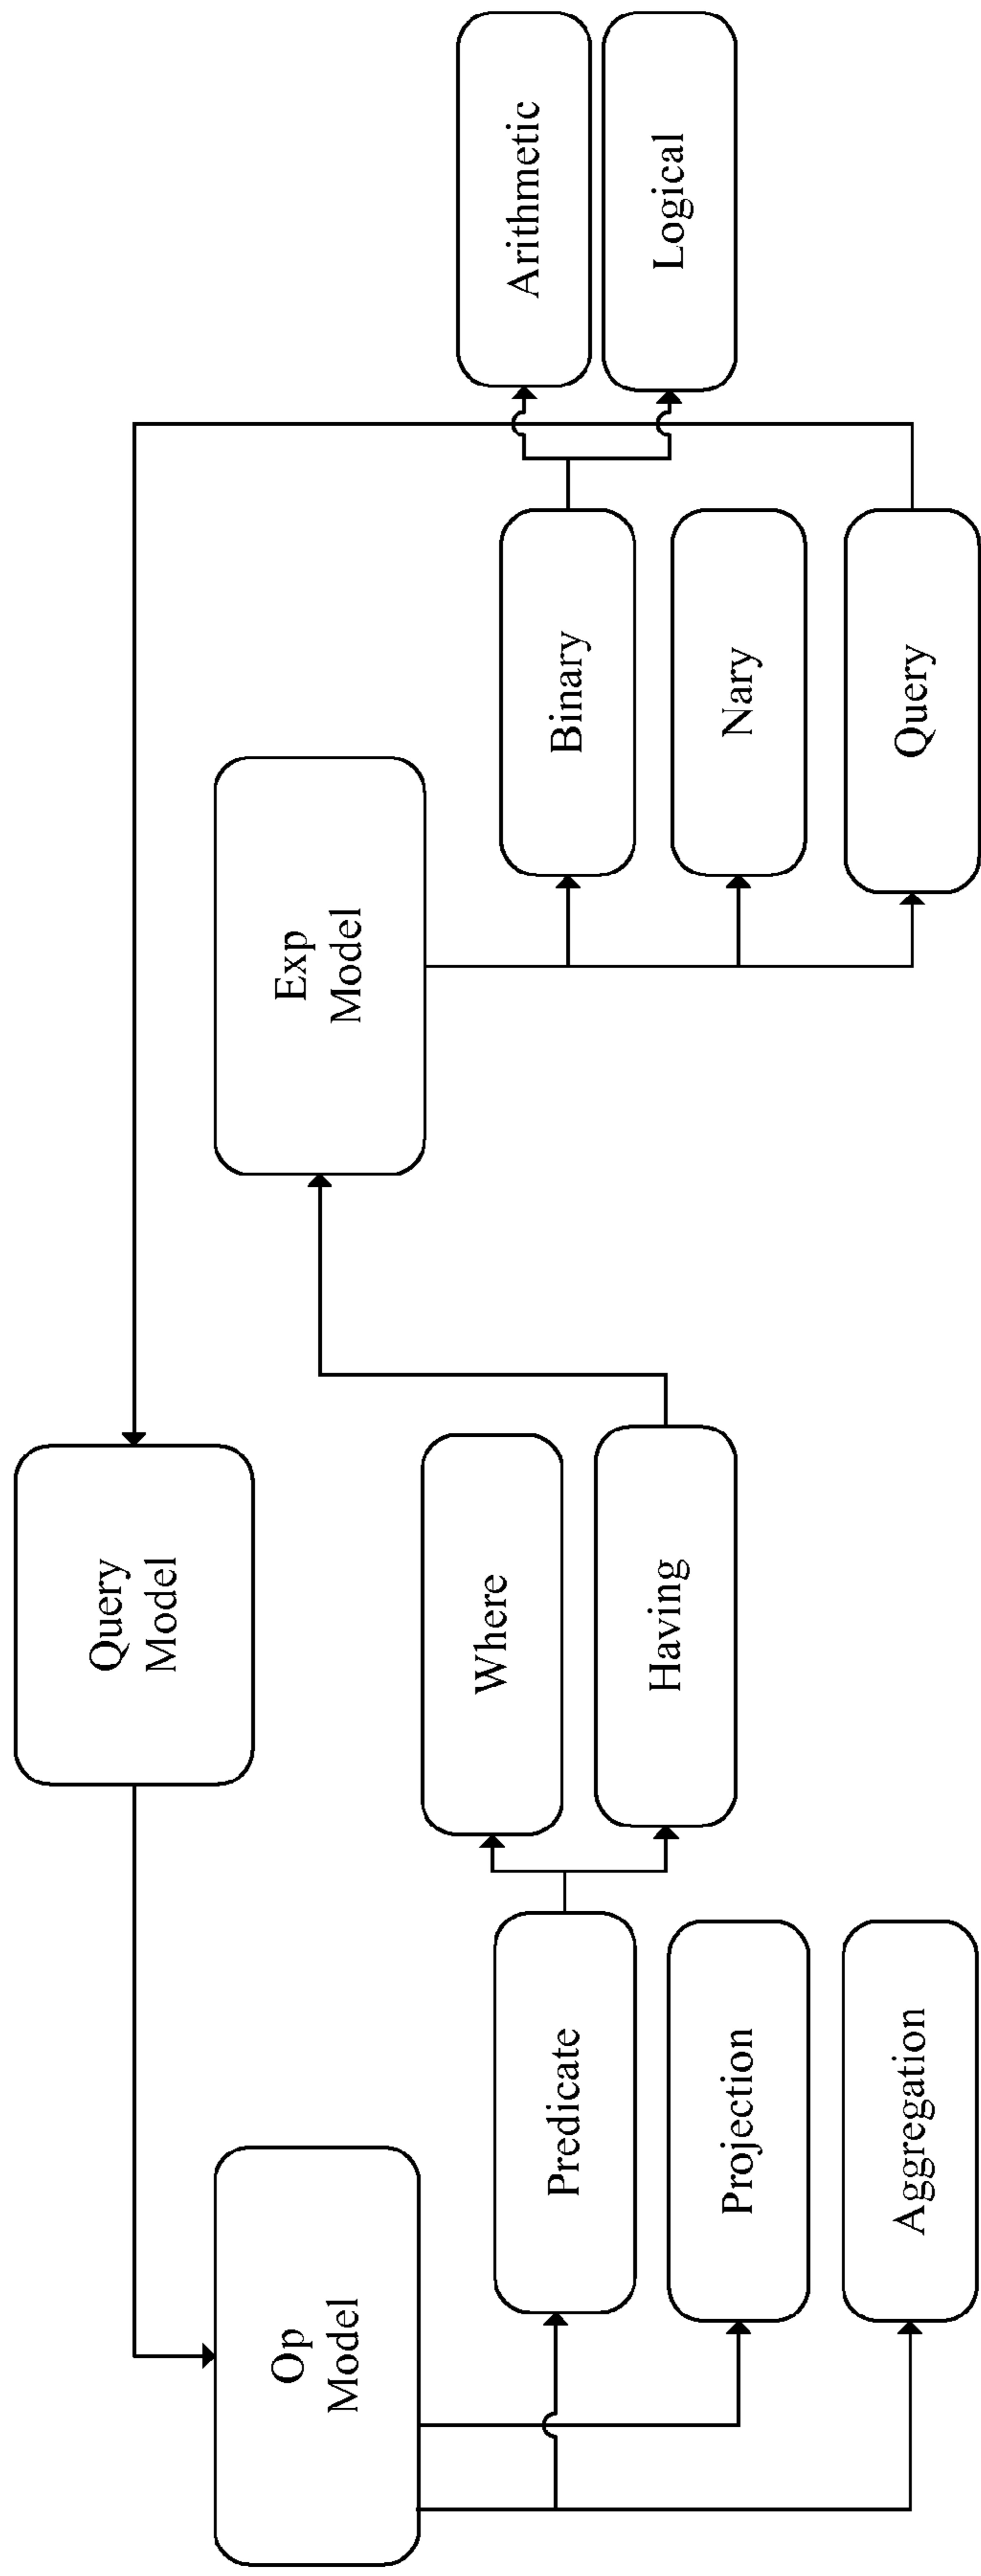 Query
Model
Op
Model
Exp
Model
Where
Arithmetic
Predicate
Binary
Having
Logical
Projection
Nary
Aggregation
Query